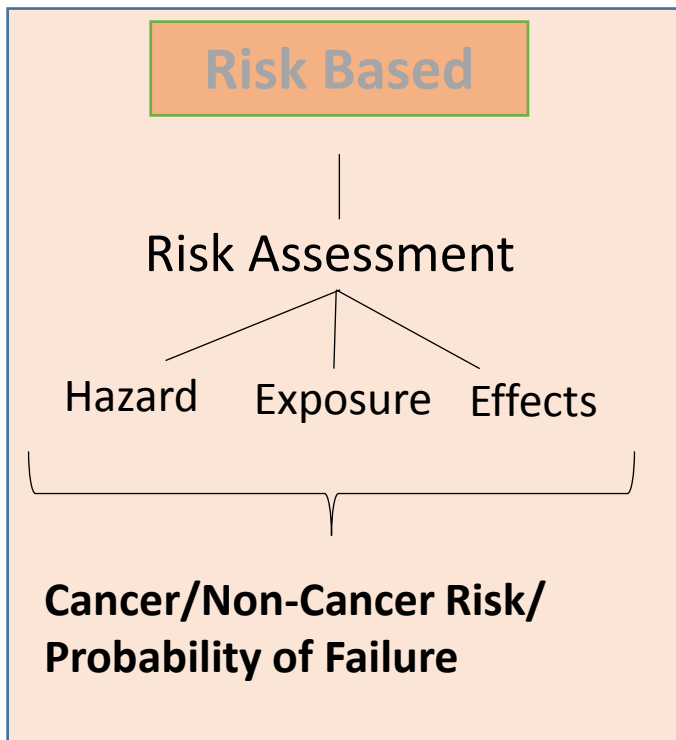 Risk Based
Risk Assessment
Hazard Exposure Effects
Cancer/Non-Cancer Risk/
Probability of Failure